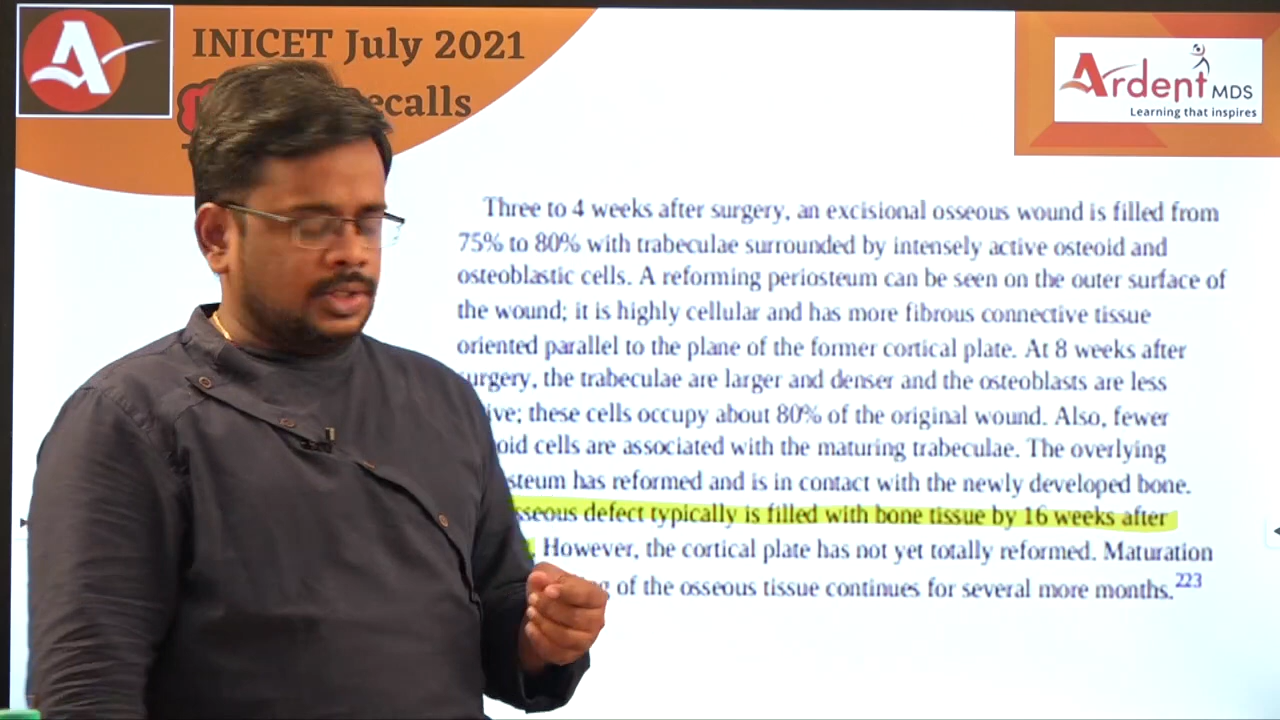 INICET July 2021
ecalls
Ardent MDS
Learning that inspires
Three to 4 weeks after surgery, an excisional osseous wound is filled from
75% to 80% with trabeculae surrounded by intensely active osteoid and
osteoblastic cells. A reforming periosteum can be seen on the outer surface of
the wound; it is highly cellular and has more fibrous connective tissue
oriented parallel to the plane of the former cortical plate. At 8 weeks after
urgery, the trabeculae are larger and denser and the osteoblasts are less
ive; these cells occupy about 80% of the original wound. Also, fewer
oid cells are associated with the maturing trabeculae. The overlying
steum has reformed and is in contact with the newly developed bone.
sseous defect typically is filled with bone tissue by 16 weeks after
However, the cortical plate has not yet totally reformed. Maturation
g of the osseous tissue continues for several more months.223